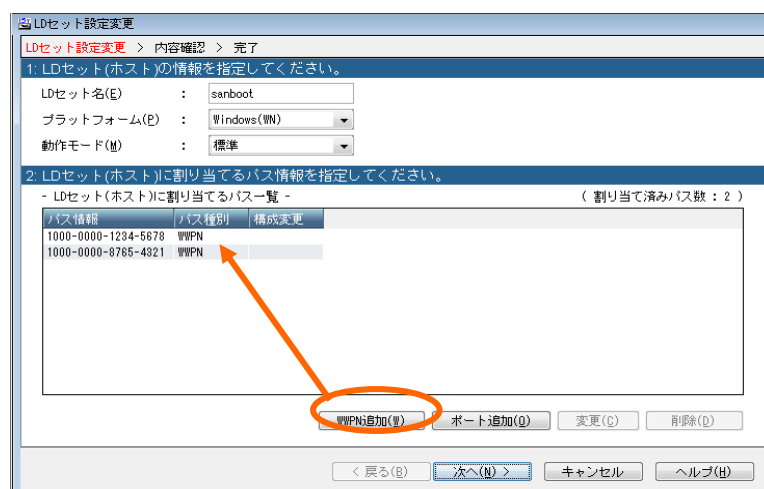 LDセット設定変更
LDセット設定変更 > 内容確認 > 完了
1: LDセット(ホスト)の情報を指定してください。
LDセット名(E) : sanboot
プラットフォーム(P) : Windows(WN)
動作モード(M) : 標準
2: LDセット(ホスト)に割り当てるパス情報を指定してください。
- LDセット(ホスト)に割り当てるパス一覧 - ( 割り当て済みパス数 : 2 )
パス情報 パス種別 構成変更
1000-0000-1234-5678 WWPN
1000-0000-8765-4321 WWPN
WWPN追加(W) ポート追加(O) 変更(C) 削除(D)
< 戻る(B) 次へ(N) > キャンセル ヘルプ(H)